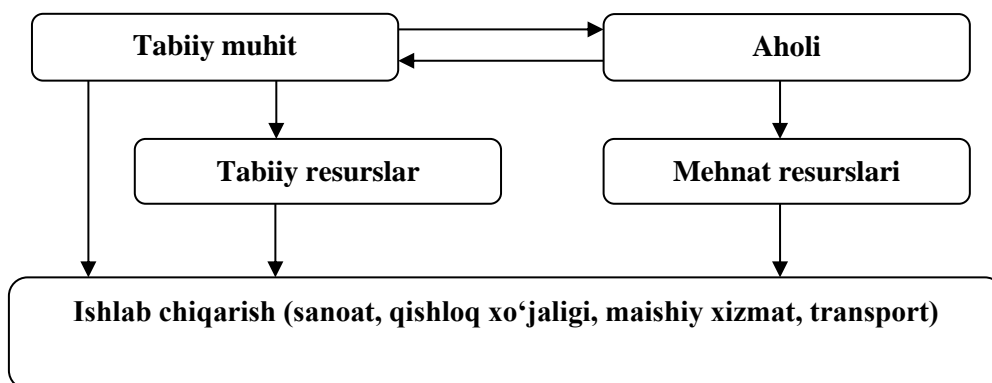 Tabiiy muhit
Aholi
Tabiiy resurslar
Mehnat resurslari
Ishlab chiqarish (sanoat, qishloq xo‘jaligi, maishiy xizmat, transport)